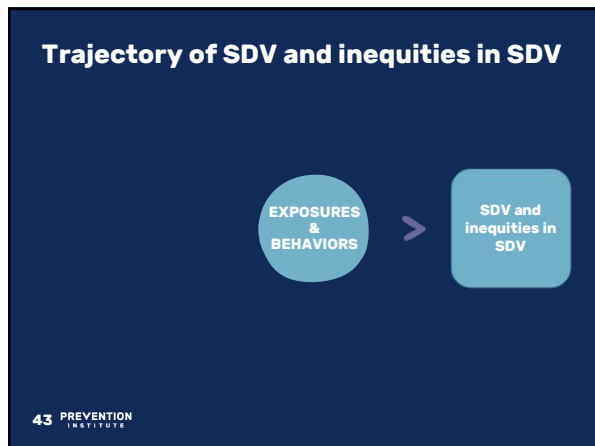 Trajectory of SDV and inequities in SDV
EXPOSURES
&
BEHAVIORS
>
SDV and
inequities in
SDV
43 PREVENTION
INSTITUTE